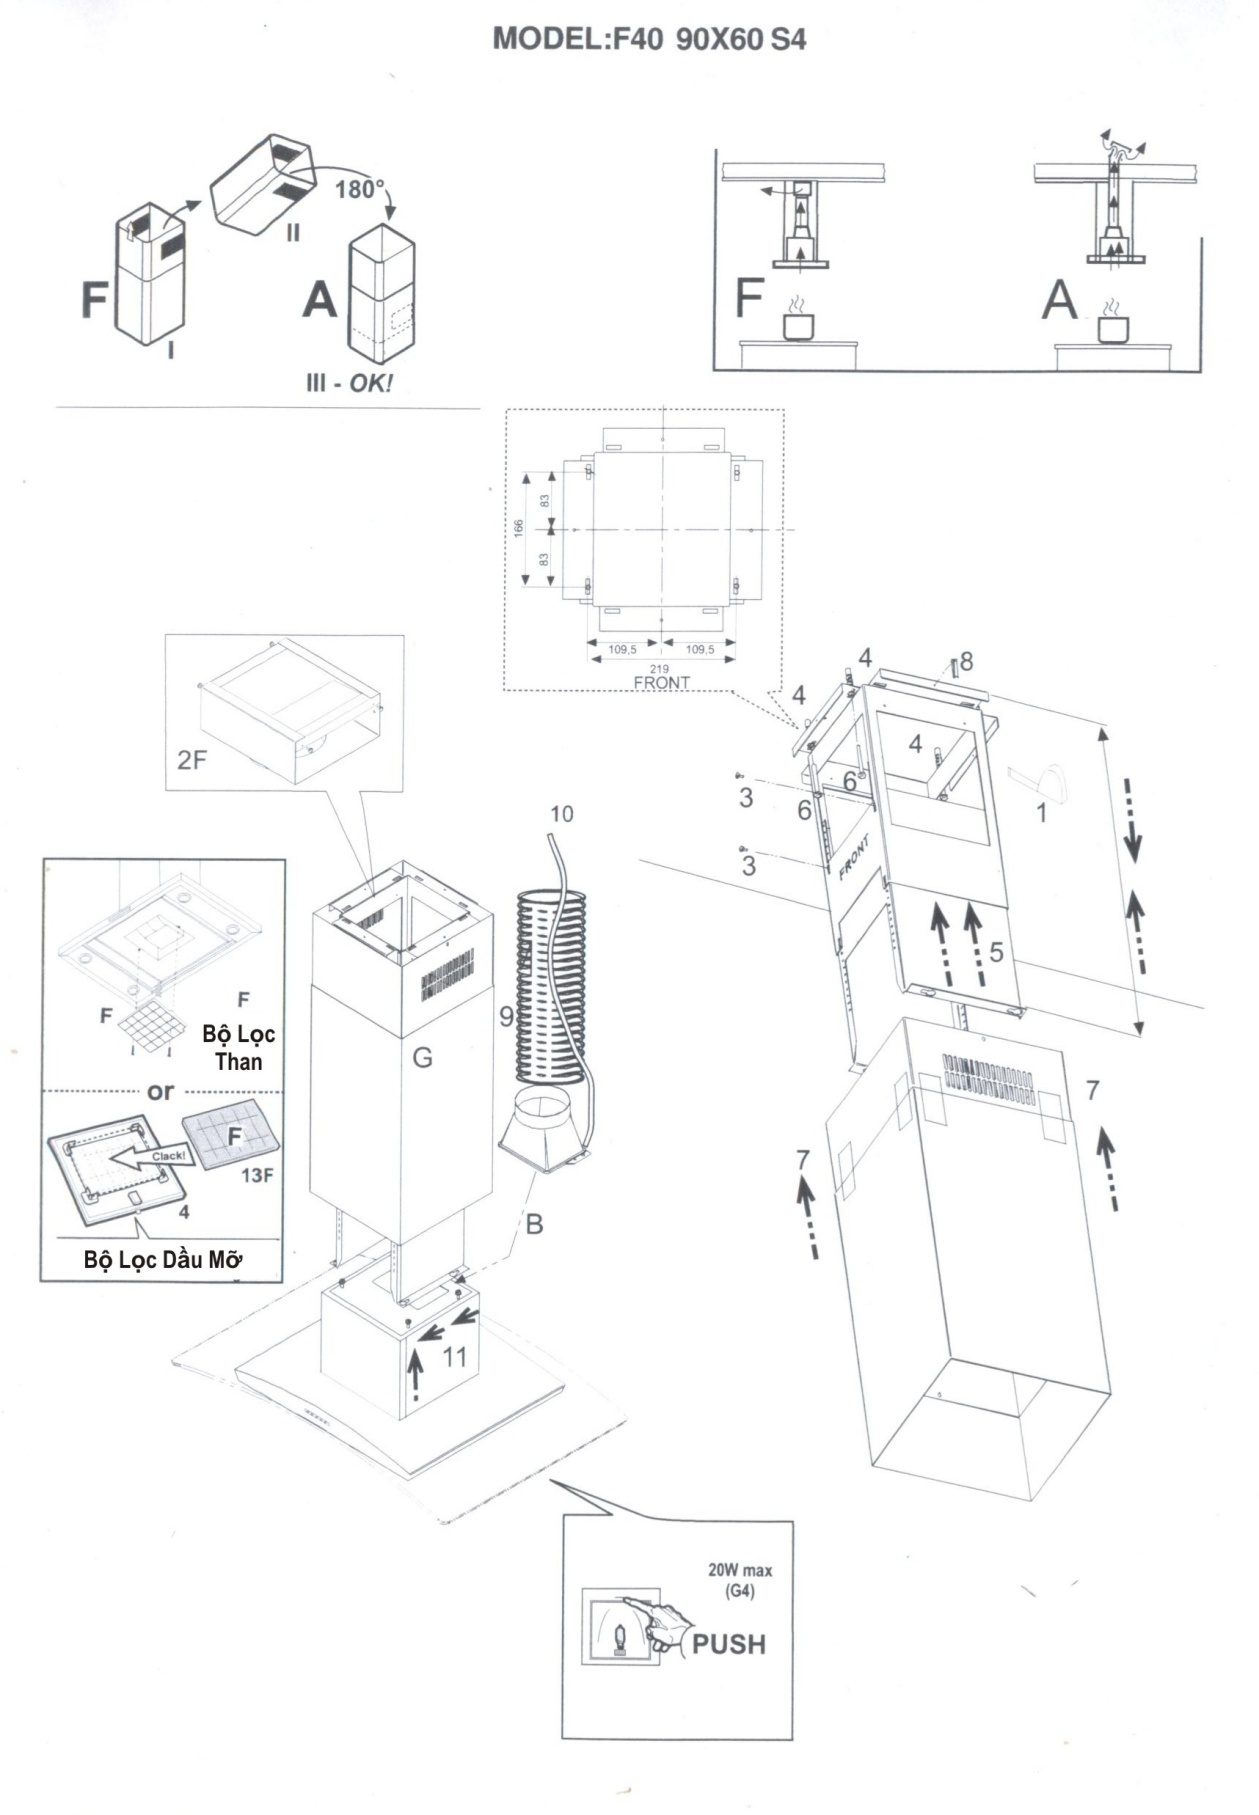 MODEL:F40 90X60 S4
180°
II
F
A
I
III - OK!
F
A
83
166
83
109,5
109,5
219
FRONT
4
8
4
4
2F
6
3
6
1
10
3
FRONT
5
F
F
Bộ Lọc
Than
9
G
7
or
F
Clack!
13F
7
4
B
Bộ Lọc Dầu Mỡ
11
20W max
(G4)
PUSH